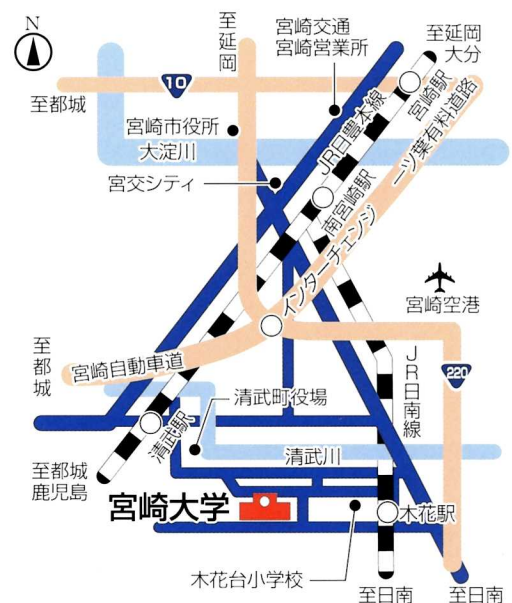 N
至延岡
宮崎交通
宮崎営業所
至延岡
大分
10
至都城
宮崎駅
JR日豊本線
一ツ葉有料道路
宮崎市役所
大淀川
宮交シティ
南宮崎駅
インターチェンジ
宮崎空港
至都城
宮崎自動車道
JR日南線
220
清武町役場
清武駅
清武川
至都城
鹿児島
宮崎大学
木花駅
木花台小学校
至日南
至日南